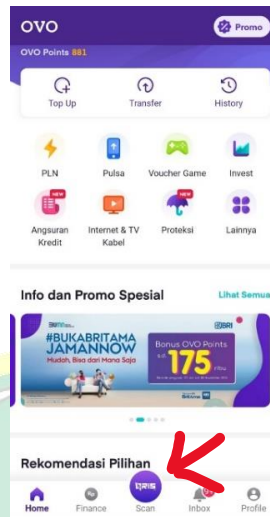 OVO
Promo
OVO Points 881
Top Up
Transfer
History
PLN
Pulsa
Voucher Game
Invest
NEW
NEW
Angsuran Kredit
Internet & TV Kabel
Proteksi
Lainnya
Info dan Promo Spesial
Lihat Semua
BRI
#BUKABRITAMA
JAMANNOW
Mudah, Bisa dari Mana Saja
Bonus OVO Points
175
ribu
Rekomendasi Pilihan
QRIS
Home
Finance
Scan
Inbox
Profile